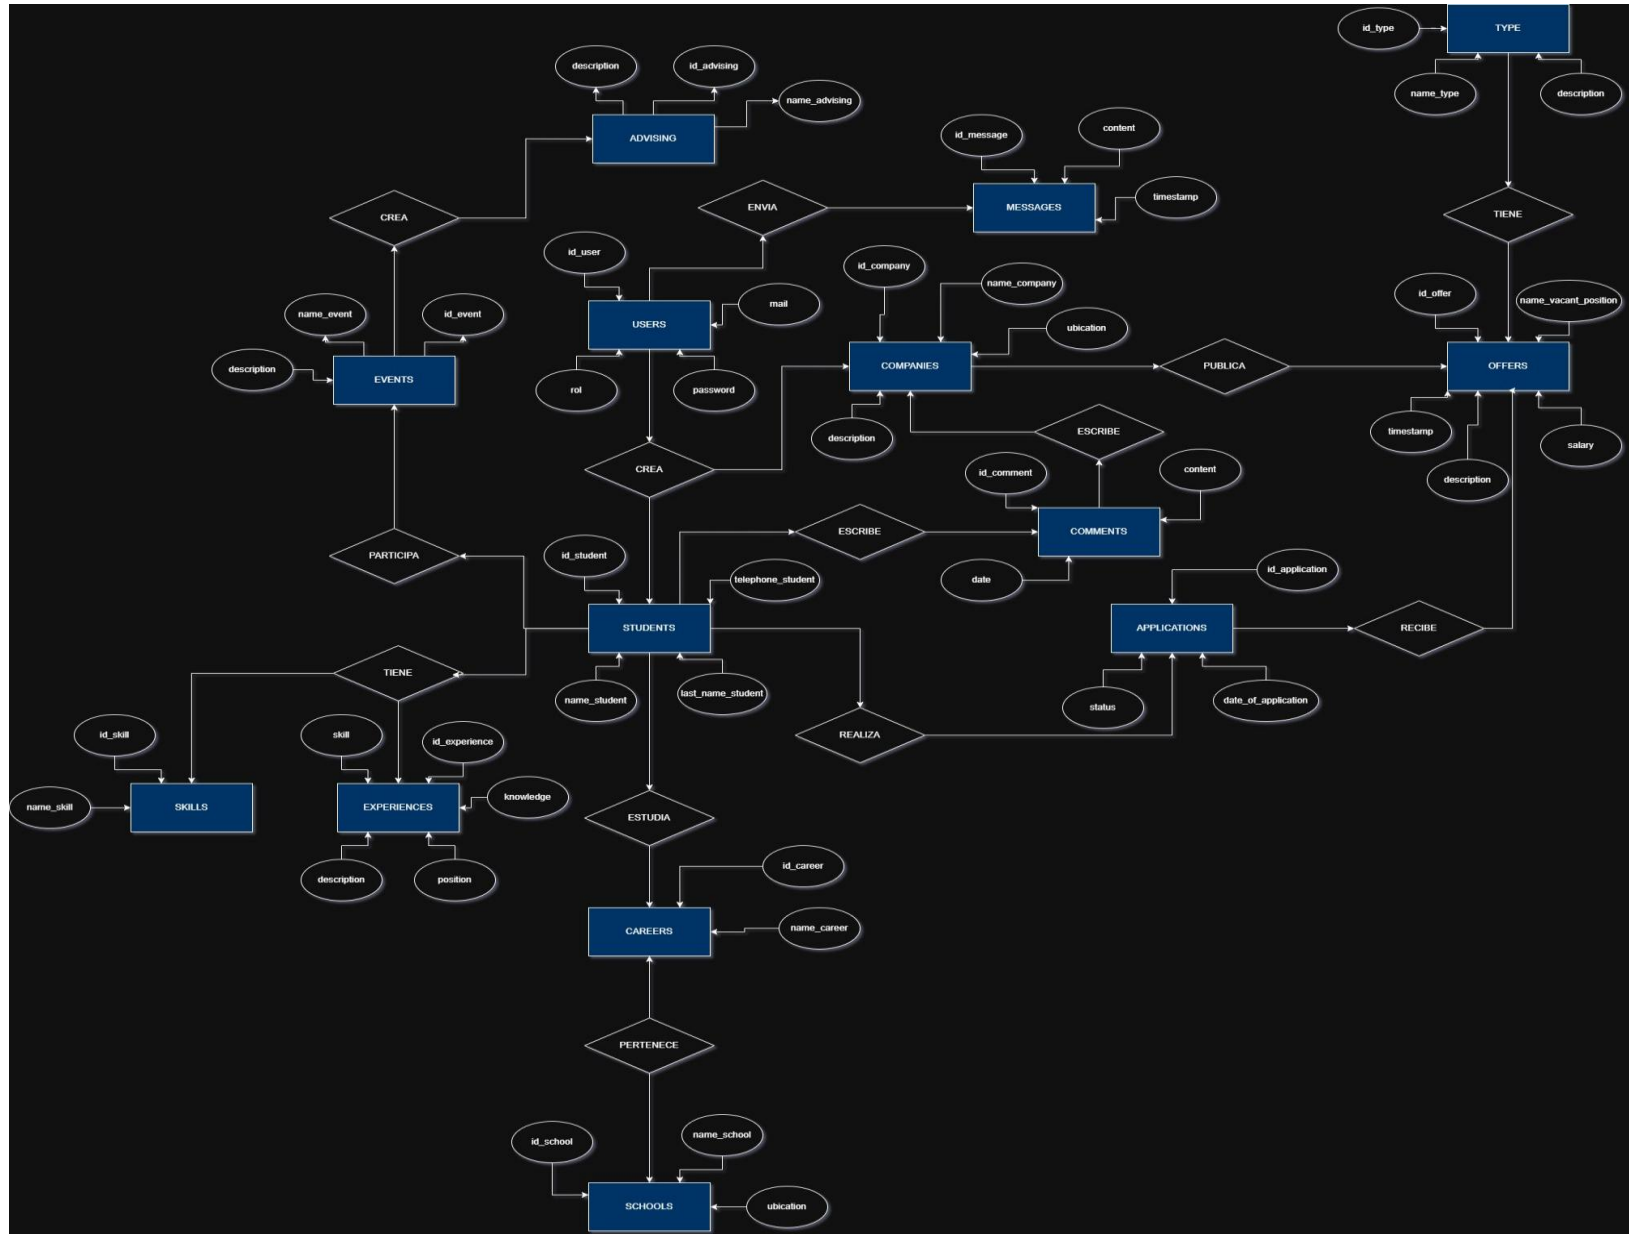 id_type
TYPE
name_type
description
description
id_advising
name_advising
ADVISING
id_message
content
TIENE
CREA
ENVIA
MESSAGES
timestamp
id_user
mail
id_company
name_company
id_offer
name_vacant_position
name_event
id_event
USERS
ubication
description
EVENTS
COMPANIES
PUBLICA
OFFERS
rol
password
description
ESCRIBE
timestamp
salary
CREA
id_comment
content
description
PARTICIPA
id_student
ESCRIBE
COMMENTS
telephone_student
date
id_application
STUDENTS
APPLICATIONS
RECIBE
TIENE
name_student
last_name_student
status
date_of_application
id_skill
skill
id_experience
REALIZA
name_skill
SKILLS
EXPERIENCES
knowledge
ESTUDIA
description
position
id_career
CAREERS
name_career
PERTENECE
id_school
name_school
SCHOOLS
ubication